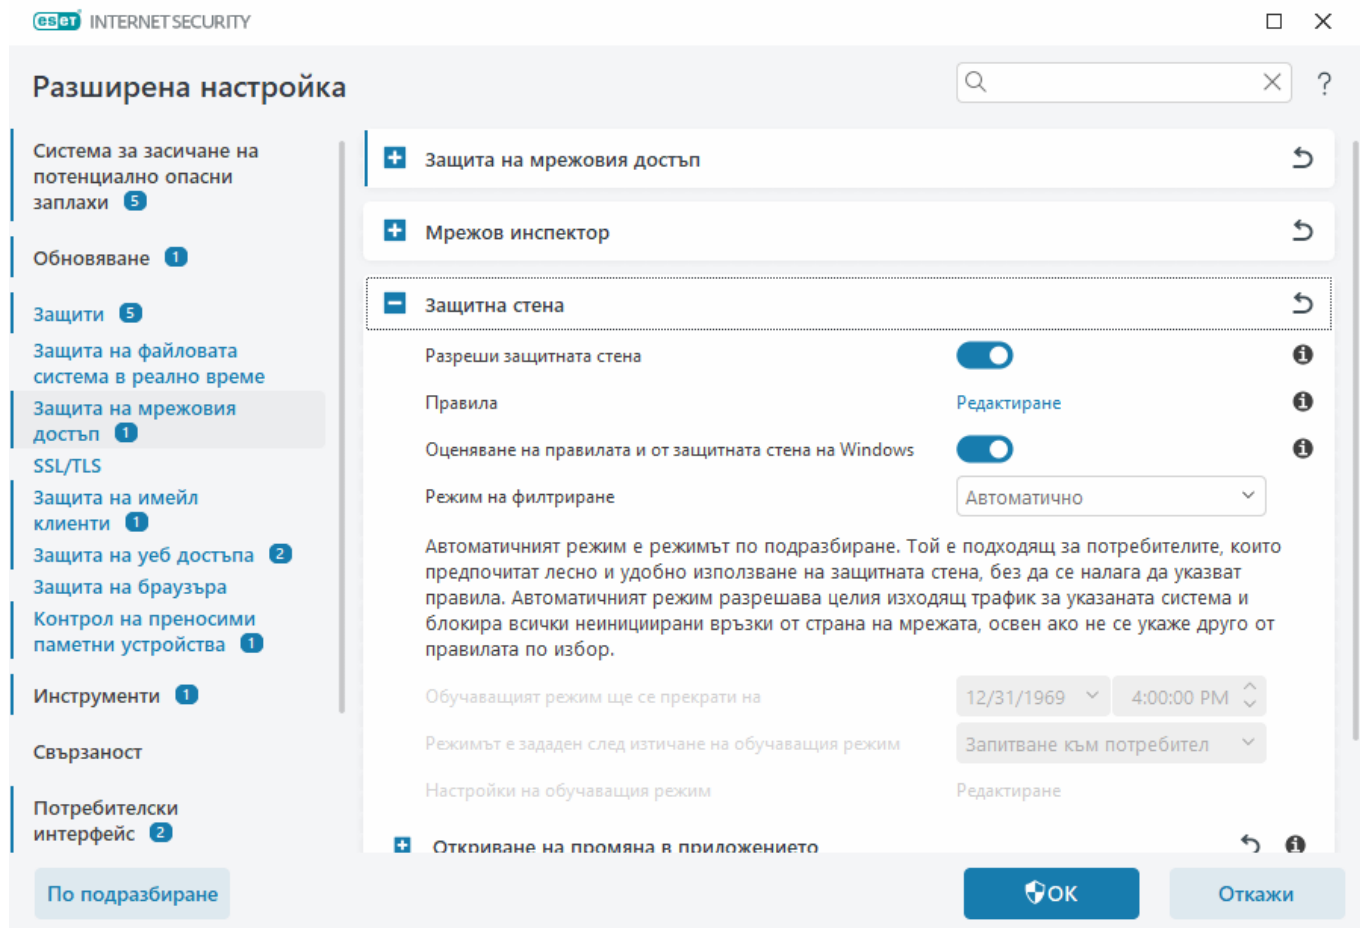 eset INTERNET SECURITY
Разширена настройка
?
Система за засичане на
потенциално опасни
заплахи 5
Обновяване 1
Защити 5
Защита на файловата
система в реално време
Защита на мрежовия
достъп 1
SSL/TLS
Защита на имейл
клиенти 1
Защита на уеб достъпа 2
Защита на браузъра
Контрол на преносими
паметни устройства 1
Инструменти 1
Свързаност
Потребителски
интерфейс 2
Защита на мрежовия достъп
Мрежов инспектор
Защитна стена
Разреши защитната стена
Правила Редактиране
Оценяване на правилата и от защитната стена на Windows
Режим на филтриране Автоматично
Автоматичният режим е режимът по подразбиране. Той е подходящ за потребителите, които
предпочитат лесно и удобно използване на защитната стена, без да се налага да указват
правила. Автоматичният режим разрешава целия изходящ трафик за указаната система и
блокира всички неинициирани връзки от страна на мрежата, освен ако не се укаже друго от
правилата по избор.
Обучаващият режим ще се прекрати на 12/31/1969 4:00:00 PM
Режимът е зададен след изтичане на обучаващия режим Запитване към потребител
Настройки на обучаващия режим Редактиране
Откриване на промяна в приложението
По подразбиране
OK
Откажи